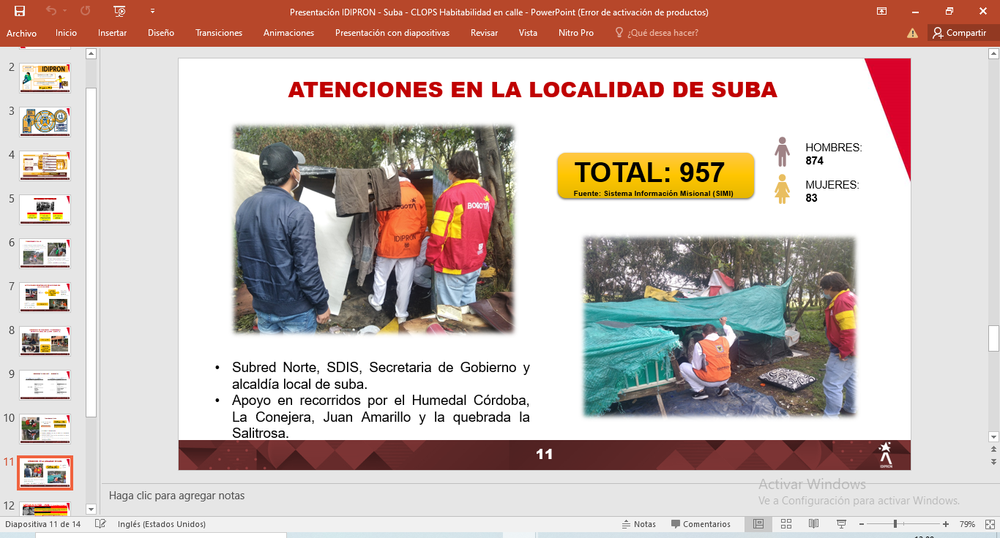 Presentación IDIPRON - Suba - CLOPS Habitabilidad en calle - PowerPoint (Error de activación de productos)
Archivo Inicio Insertar Diseño Transiciones Animaciones Presentación con diapositivas Revisar Vista Nitro Pro ¿Qué desea hacer? Compartir
2
IDIPRON
3
4
5
6
7
8
9
10
11
12
ATENCIONES EN LA LOCALIDAD DE SUBA
BOGOTÁ
IDIPRON
BOGOTÁ
TOTAL: 957
Fuente: Sistema Información Misional (SIMI)
HOMBRES:
874
MUJERES:
83
• Subred Norte, SDIS, Secretaria de Gobierno y
alcaldía local de suba.
• Apoyo en recorridos por el Humedal Córdoba,
La Conejera, Juan Amarillo y la quebrada la
Salitrosa.
11
IDIPRON
Haga clic para agregar notas
Activar Windows
Ve a Configuración para activar Windows.
Diapositiva 11 de 14 Inglés (Estados Unidos) Notas Comentarios 79%